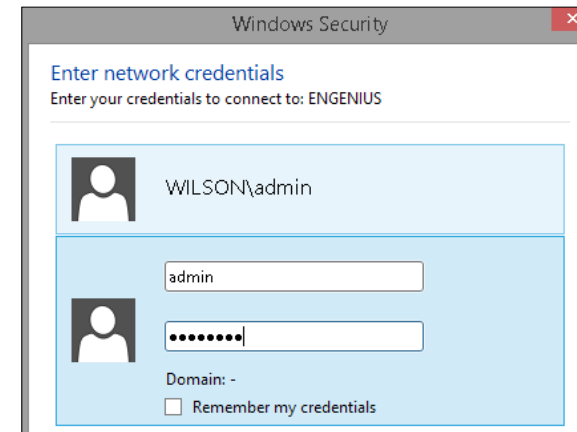 Windows Security
Enter network credentials
Enter your credentials to connect to: ENGENIUS
WILSON\admin
admin
●●●●●●●●
Domain: -
Remember my credentials